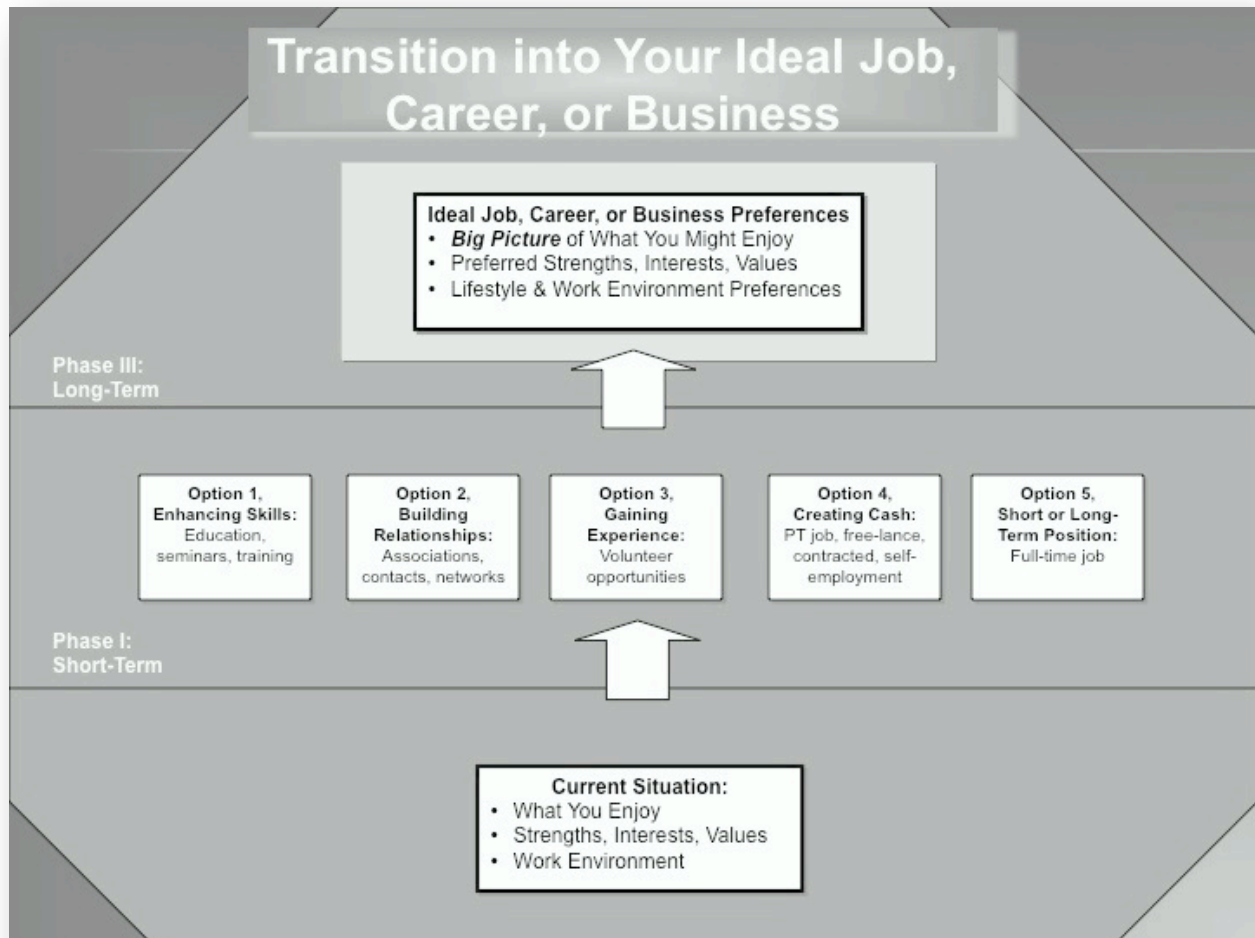 Transition into Your Ideal Job,
Career, or Business
Ideal Job, Career, or Business Preferences
• Big Picture of What You Might Enjoy
• Preferred Strengths, Interests, Values
• Lifestyle & Work Environment Preferences
Phase III:
Long-Term
Option 1,
Enhancing Skills:
Education,
seminars, training
Option 2,
Building
Relationships:
Associations,
contacts, networks
Option 3,
Gaining
Experience:
Volunteer
opportunities
Option 4,
Creating Cash:
PT job, free-lance,
contracted, self-
employment
Option 5,
Short or Long-
Term Position:
Full-time job
Phase I:
Short-Term
Current Situation:
• What You Enjoy
• Strengths, Interests, Values
• Work Environment